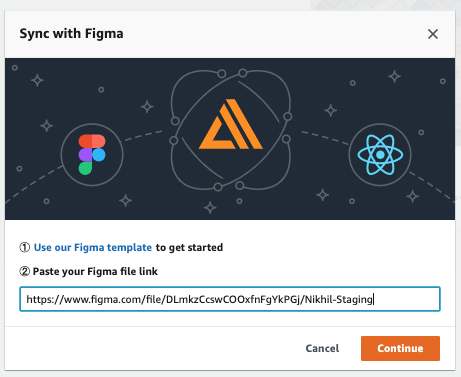 Sync with Figma
① Use our Figma template to get started
② Paste your Figma file link
https://www.figma.com/file/DLmkzCcswCOOxfnFgYkPGj/Nikhil-Staging
Cancel
Continue